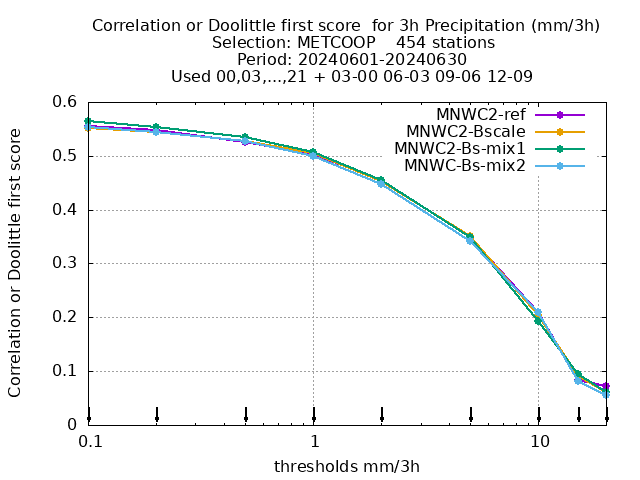 Correlation or Doolittle first score  for 3h Precipitation (mm/3h)
Selection: METCOOP    454 stations
Period: 20240601-20240630
Used 00,03,...,21 + 03-00 06-03 09-06 12-09
MNWC2-ref
MNWC2-Bscale
MNWC2-Bs-mix1
MNWC-Bs-mix2
Correlation or Doolittle first score
0.6
0.5
0.4
0.3
0.2
0.1
0
0.1 1 10
thresholds mm/3h